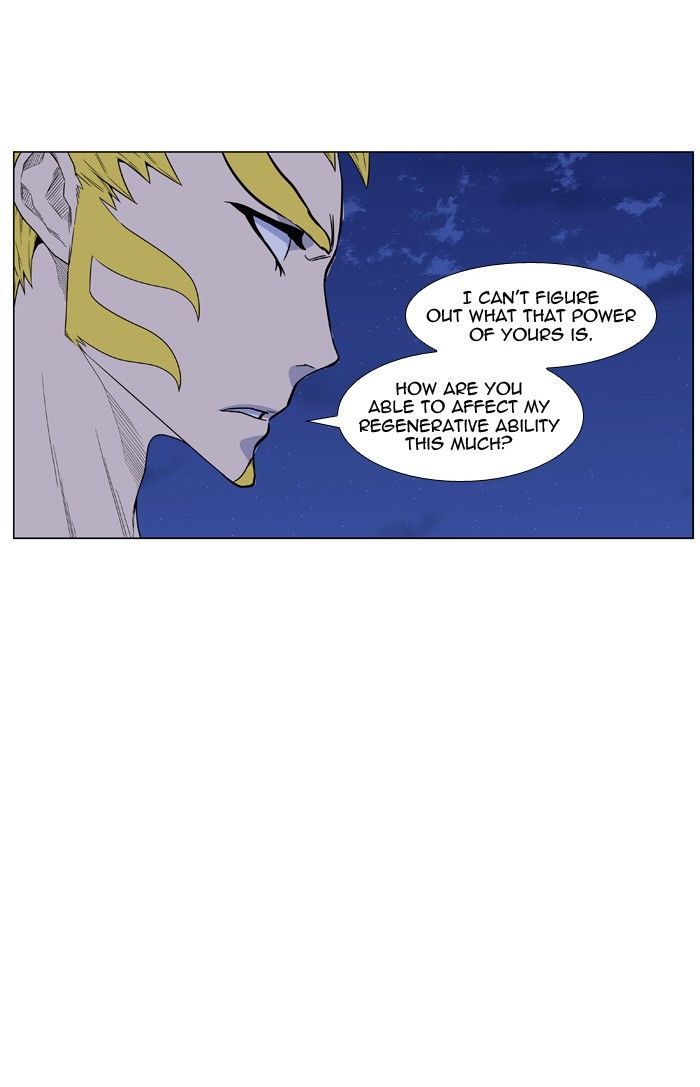 I CAN'T FIGURE
OUT WHAT THAT POWER
OF YOURS IS.
HOW ARE YOU
ABLE TO AFFECT MY
REGENERATIVE ABILITY
THIS MUCH?